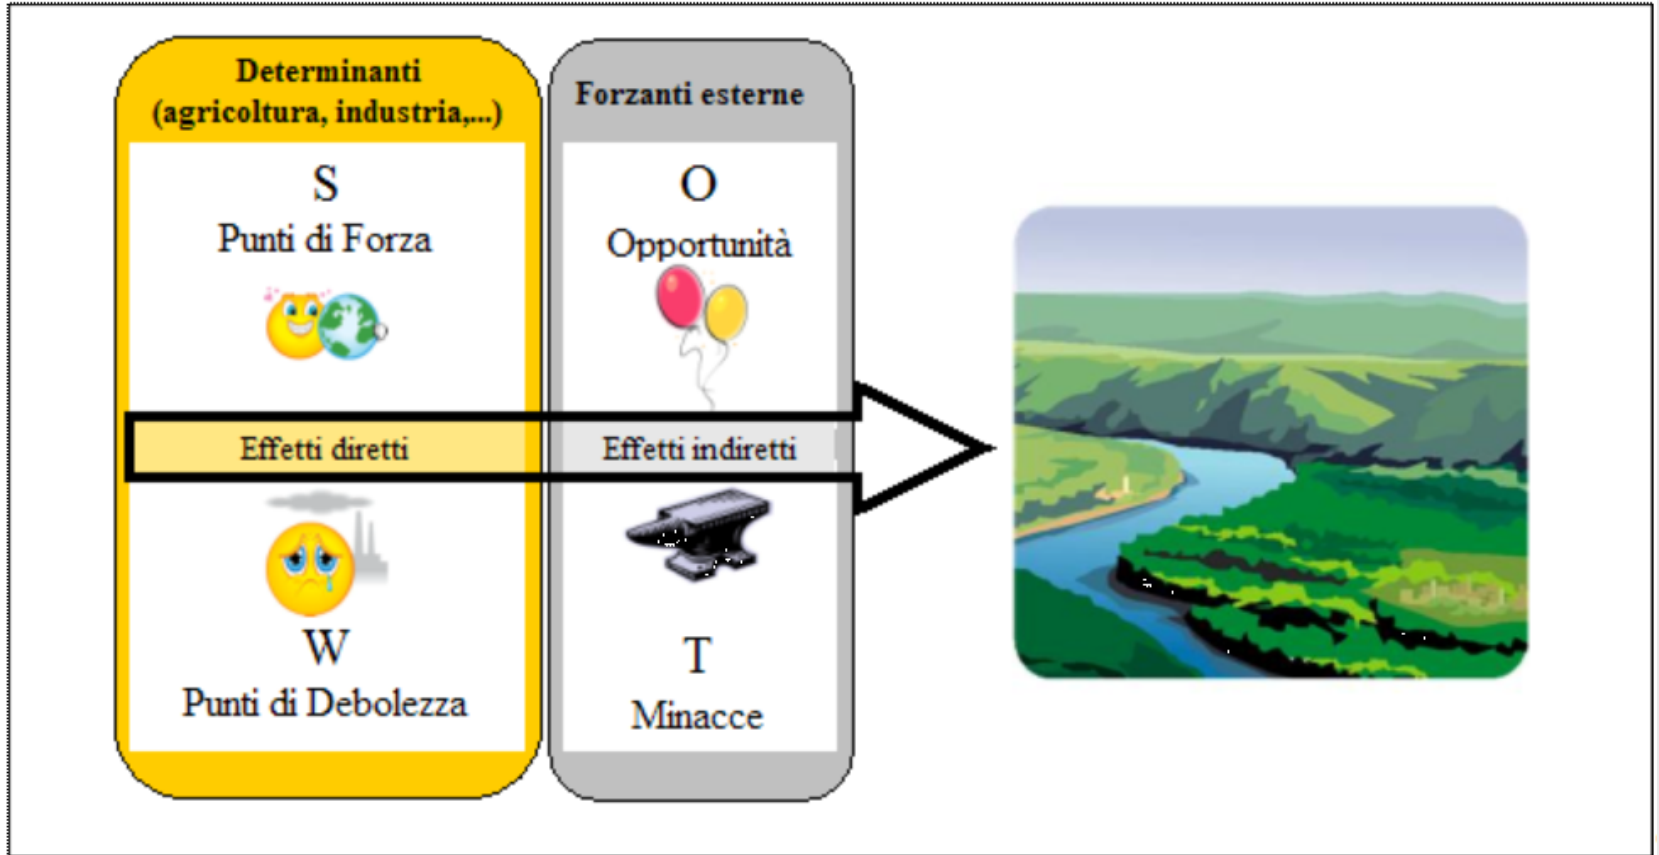 Determinanti
(agricoltura, industria,...)
S
Punti di Forza
Effetti diretti
W
Punti di Debolezza
Forzanti esterne
O
Opportunità
Effetti indiretti
T
Minacce